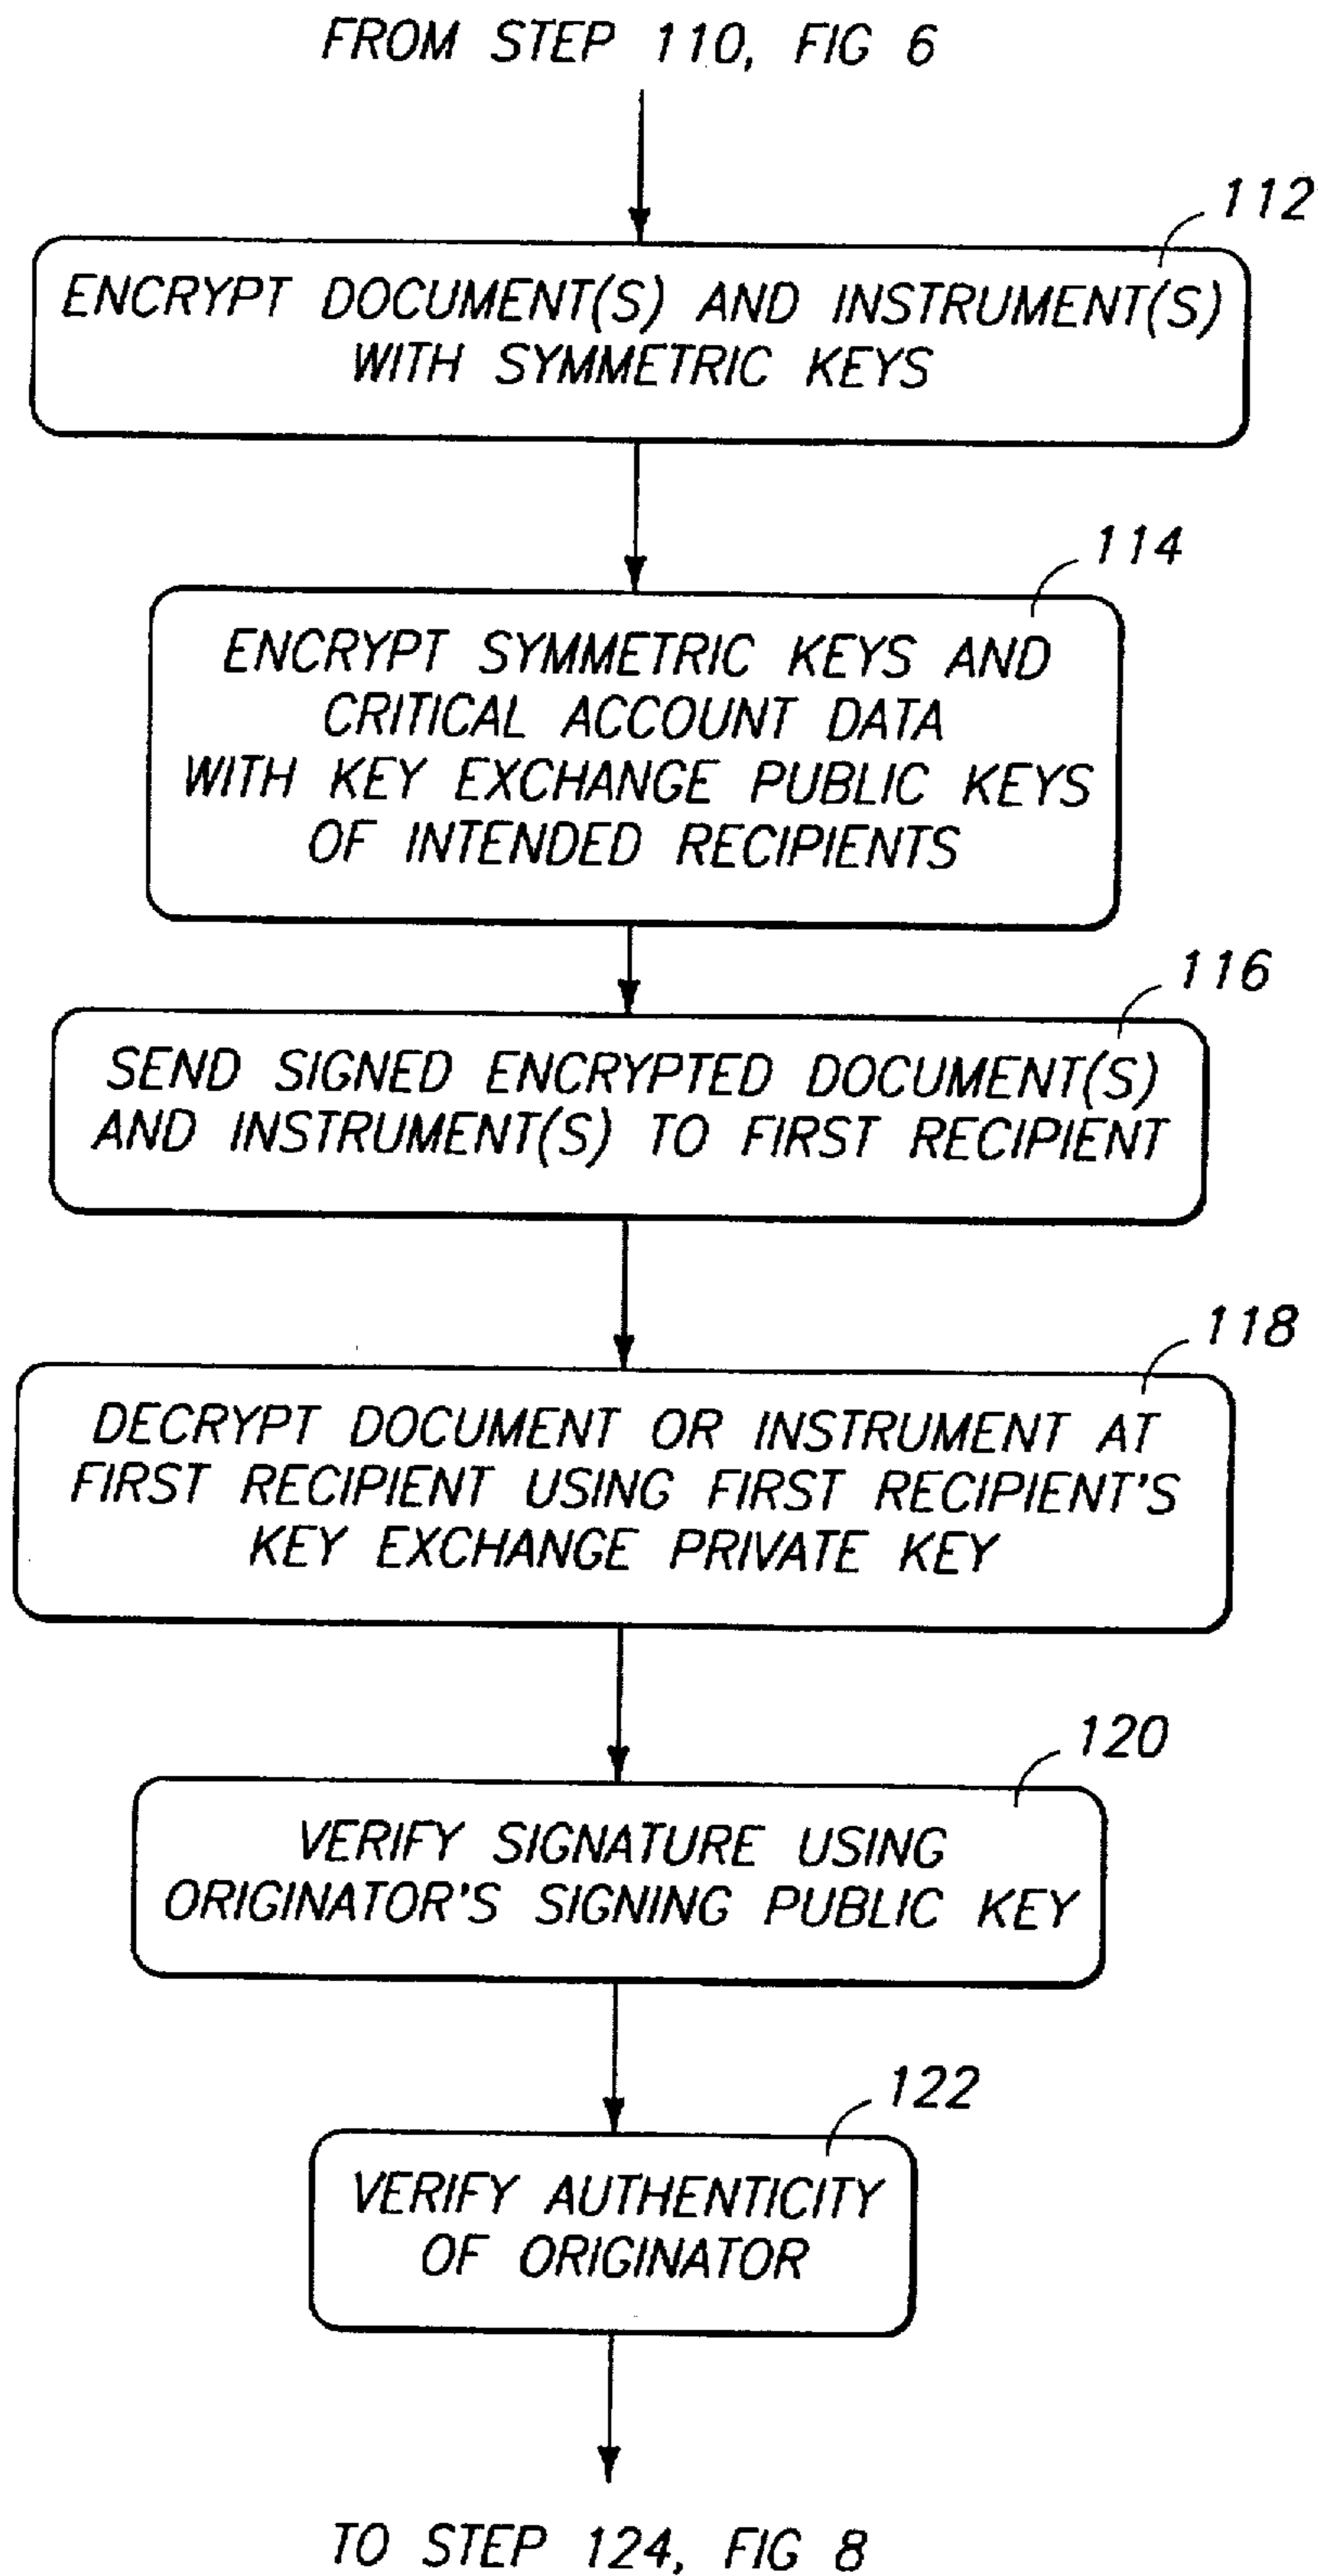 FROM STEP 110, FIG 6
112
ENCRYPT DOCUMENT(S) AND INSTRUMENT(S)
WITH SYMMETRIC KEYS
114
ENCRYPT SYMMETRIC KEYS AND
CRITICAL ACCOUNT DATA
WITH KEY EXCHANGE PUBLIC KEYS
OF INTENDED RECIPIENTS
116
SEND SIGNED ENCRYPTED DOCUMENT(S)
AND INSTRUMENT(S) TO FIRST RECIPIENT
118
DECRYPT DOCUMENT OR INSTRUMENT AT
FIRST RECIPIENT USING FIRST RECIPIENT'S
KEY EXCHANGE PRIVATE KEY
120
VERIFY SIGNATURE USING
ORIGINATOR'S SIGNING PUBLIC KEY
122
VERIFY AUTHENTICITY
OF ORIGINATOR
TO STEP 124, FIG 8